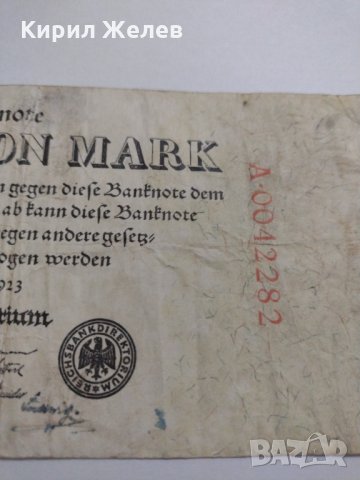 Кирил Желев
note
ON MARK
n gegen diese Banknote dem
ab kann diese Banknote
egen andere gesetz=
ogen werden
923
rium
REICHSBANKDIREKTORIUM
A·0042282
BAZAR